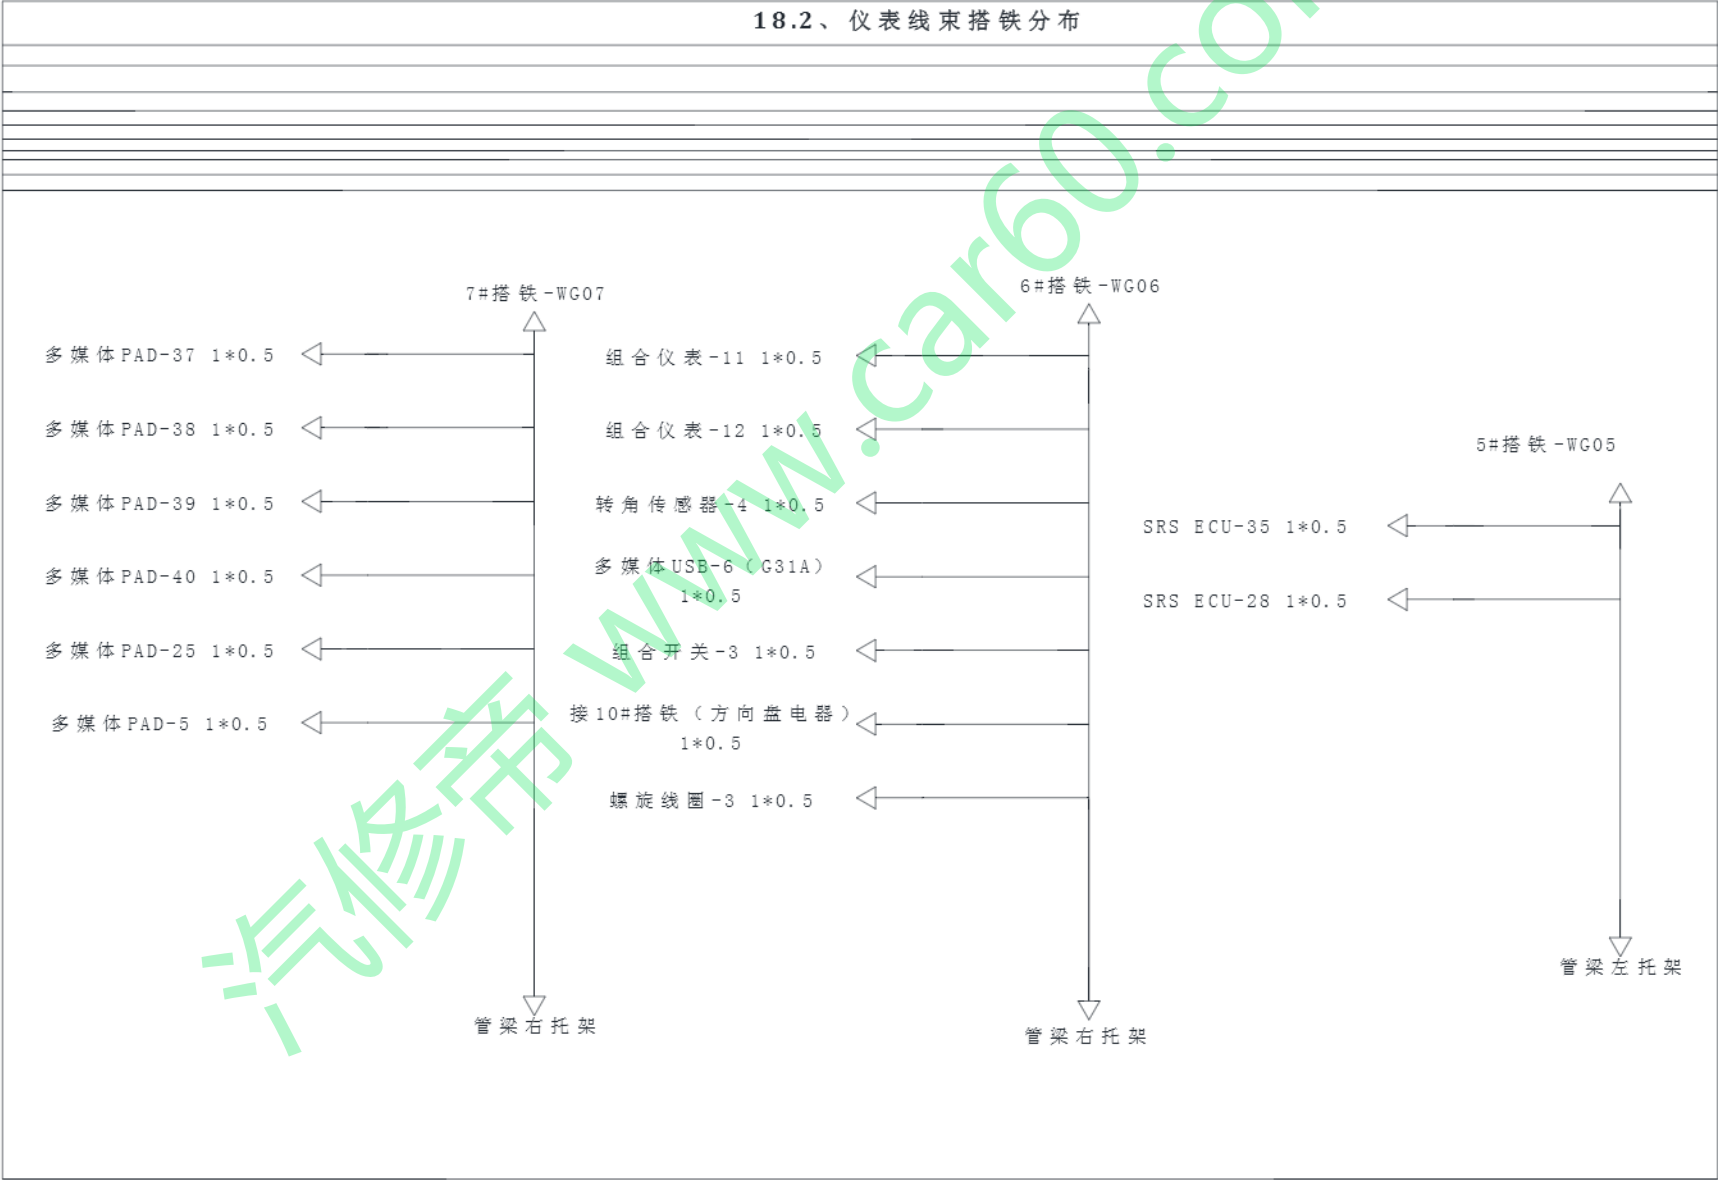 18.2、仪表线束搭铁分布
7#搭铁-WG07
多媒体PAD-37 1*0.5
多媒体PAD-38 1*0.5
多媒体PAD-39 1*0.5
多媒体PAD-40 1*0.5
多媒体PAD-25 1*0.5
多媒体PAD-5 1*0.5
管梁右托架
6#搭铁-WG06
组合仪表-11 1*0.5
组合仪表-12 1*0.5
转角传感器-4 1*0.5
多媒体USB-6（G31A）
1*0.5
组合开关-3 1*0.5
接10#搭铁（方向盘电器）
1*0.5
螺旋线圈-3 1*0.5
管梁右托架
5#搭铁-WG05
SRS ECU-35 1*0.5
SRS ECU-28 1*0.5
管梁左托架
汽修帝 www.car60.com